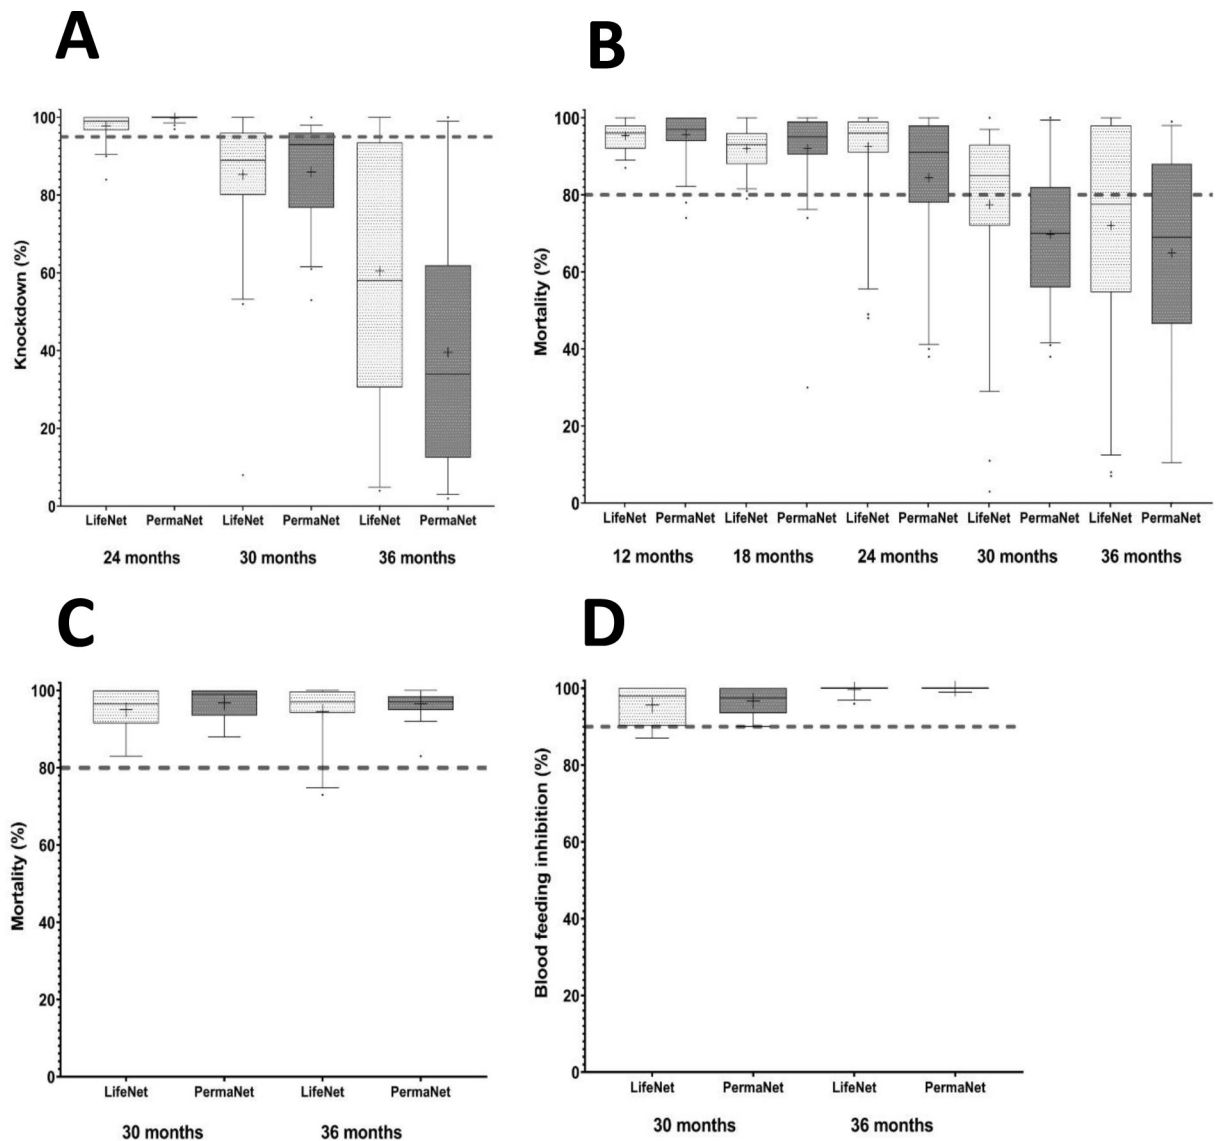 A
B
Knockdown (%)
100
80
60
40
20
0
LifeNet PermaNet LifeNet PermaNet LifeNet PermaNet
24 months 30 months 36 months
Mortality (%)
100
80
60
40
20
0
LifeNet PermaNet LifeNet PermaNet LifeNet PermaNet LifeNet PermaNet LifeNet PermaNet
12 months 18 months 24 months 30 months 36 months
C
D
Mortality (%)
100
80
60
40
20
0
LifeNet PermaNet LifeNet PermaNet
30 months 36 months
Blood feeding inhibition (%)
100
80
60
40
20
0
LifeNet PermaNet LifeNet PermaNet
30 months 36 months